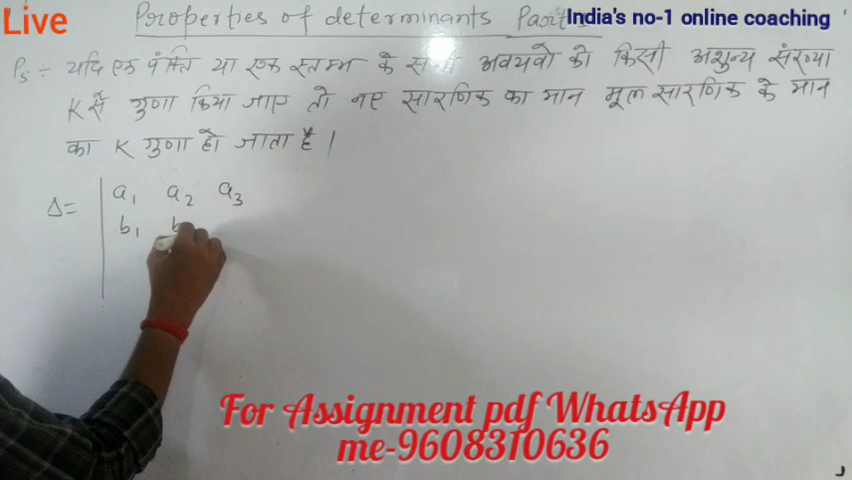 Live
Properties of determinants Part
India's no-1 online coaching
P5 ÷ यदि एक पंक्ति या एक स्तम्भ के अवयवो को किसी अशुन्य संख्या
K से गुणा किया जाए तो नए सारणिक का मान मूल सारणिक के मान
का K गुणा हो जाता है।
Δ= a1 a2 a3
b1 b
For Assignment pdf WhatsApp
me-9608310636